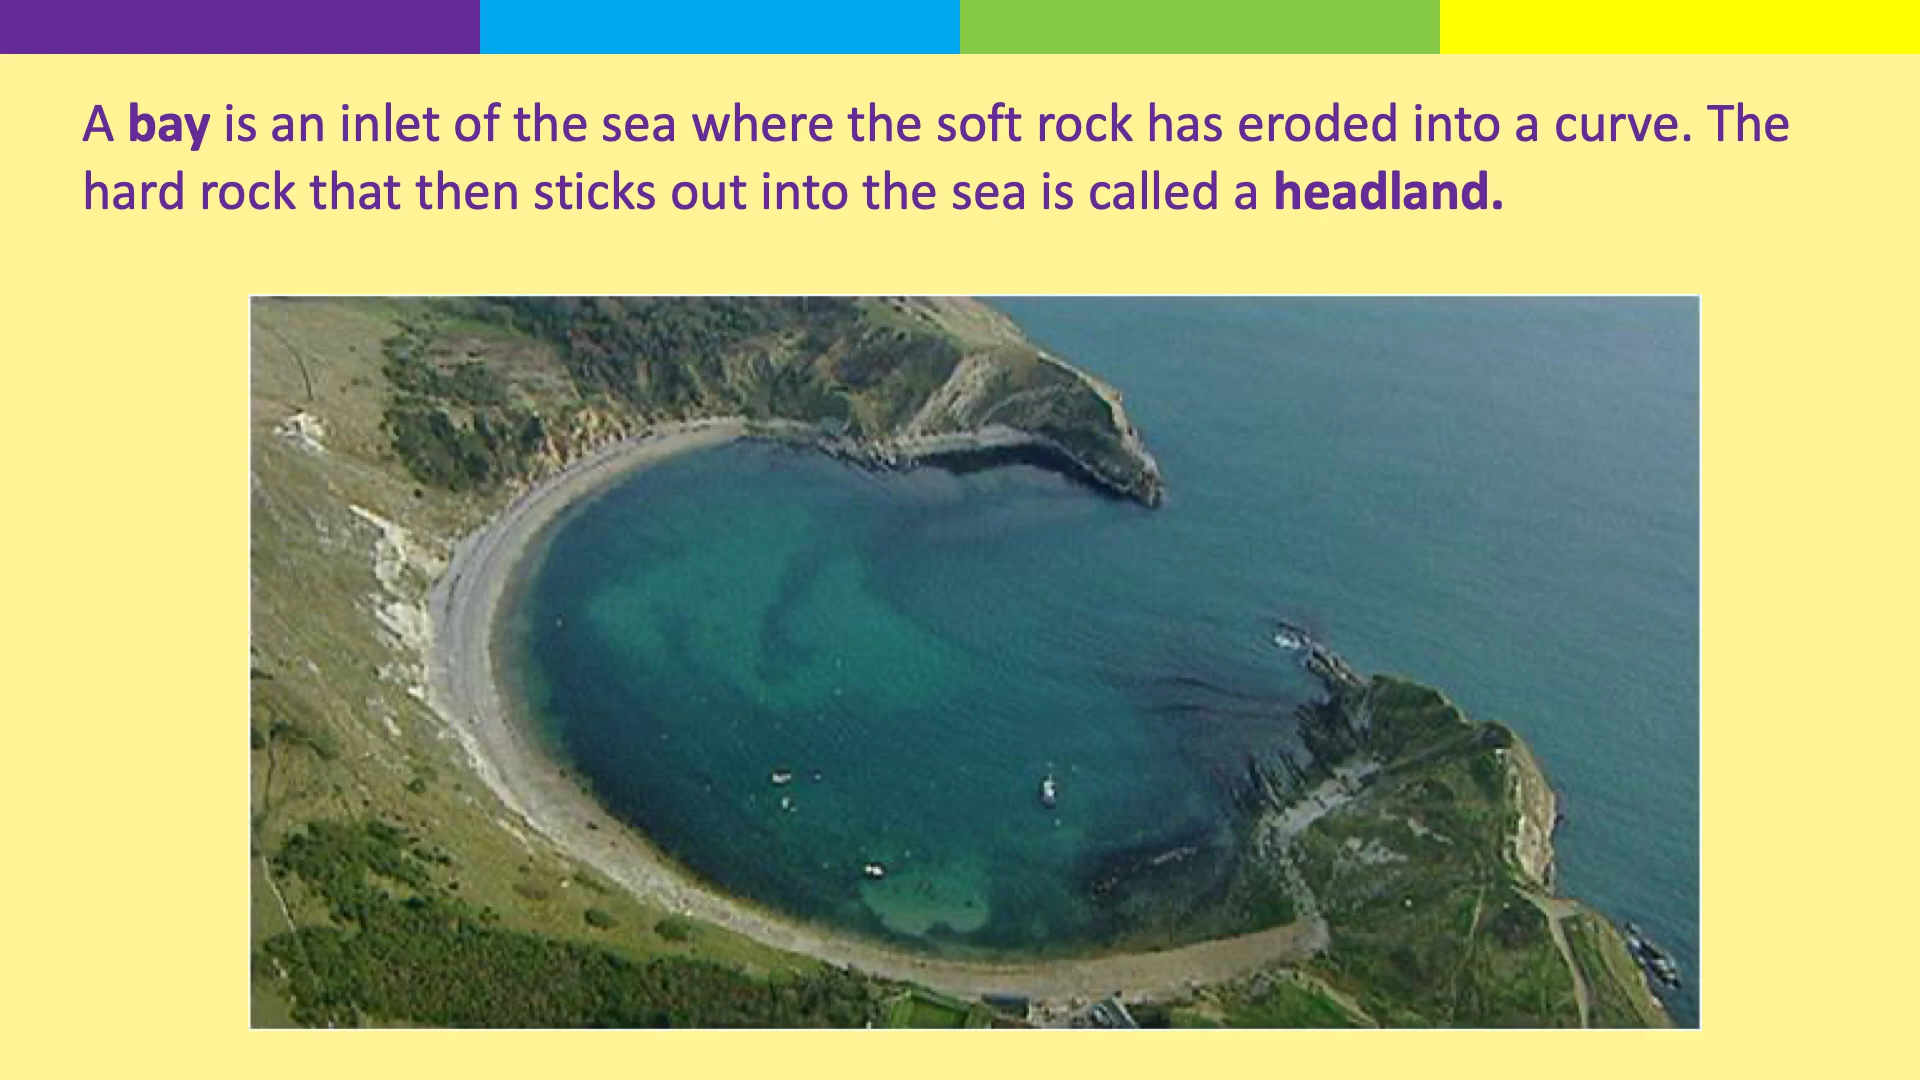 A bay is an inlet of the sea where the soft rock has eroded into a curve. The
hard rock that then sticks out into the sea is called a headland.